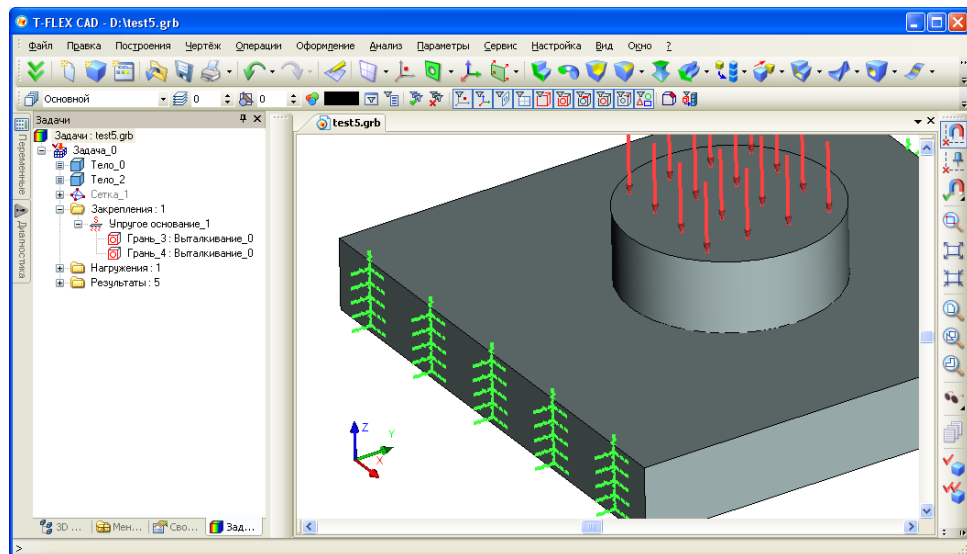 T-FLEX CAD - D:\test5.grb
Файл Правка Построения Чертёж Операции Оформление Анализ Параметры Сервис Настройка Вид Окно ?
Основной 0 0
Задачи
test5.grb
Переменные
Диагностика
Задачи : test5.grb
Задача_0
Тело_0
Тело_2
Сетка_1
Закрепления : 1
Упругое основание_1
Грань_3 : Выталкивание_0
Грань_4 : Выталкивание_0
Нагружения : 1
Результаты : 5
Z
Y
X
3D ... Мен... Сво... Зад...
>